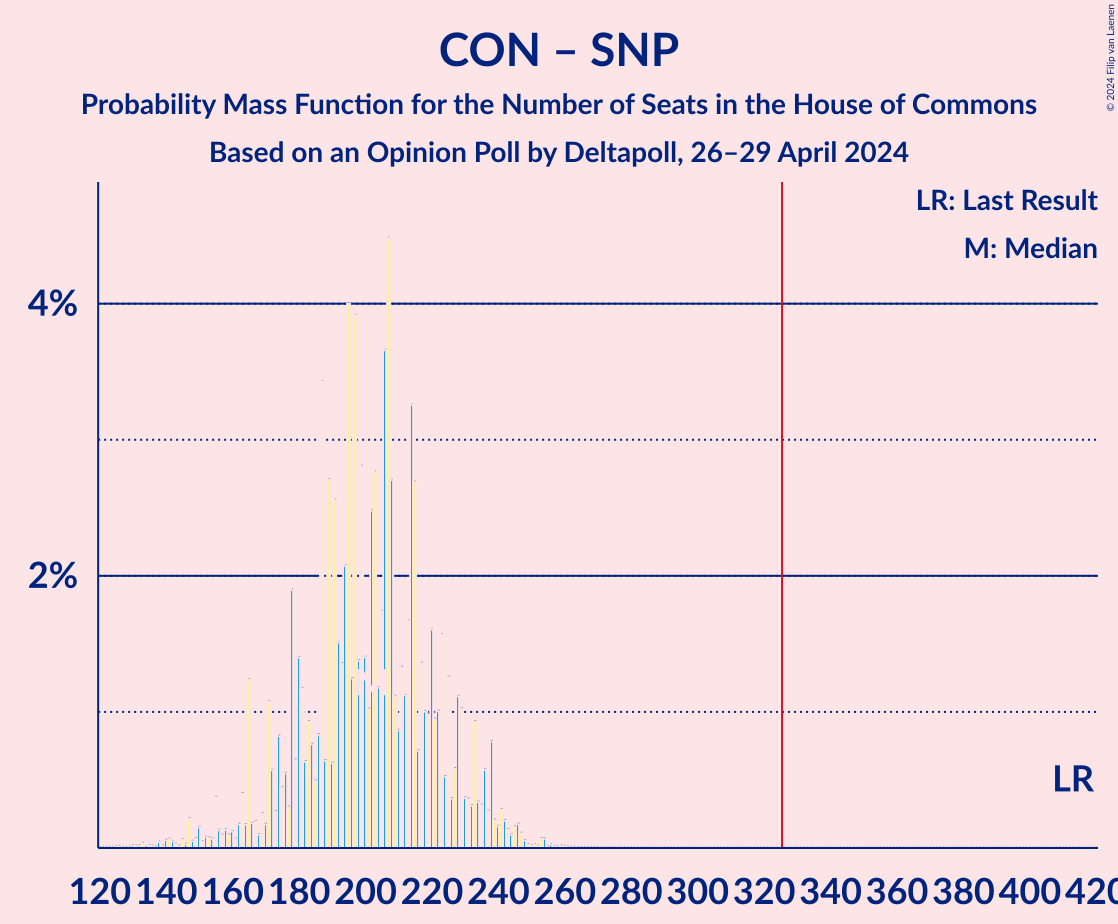 CON – SNP
Probability Mass Function for the Number of Seats in the House of Commons
Based on an Opinion Poll by Deltapoll, 26–29 April 2024
© 2024 Filip van Laenen
LR: Last Result
M: Median
4%
2%
LR
120 140 160 180 200 220 240 260 280 300 320 340 360 380 400 420